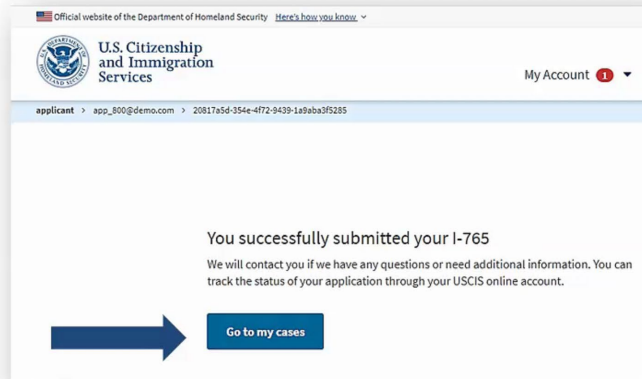 Official website of the Department of Homeland Security Here's how you know
U.S. Citizenship
and Immigration
Services
My Account 1
applicant > app_800@demo.com > 20817a5d-354e-4f72-9439-1a9aba3f5285
You successfully submitted your I-765
We will contact you if we have any questions or need additional information. You can
track the status of your application through your USCIS online account.
Go to my cases